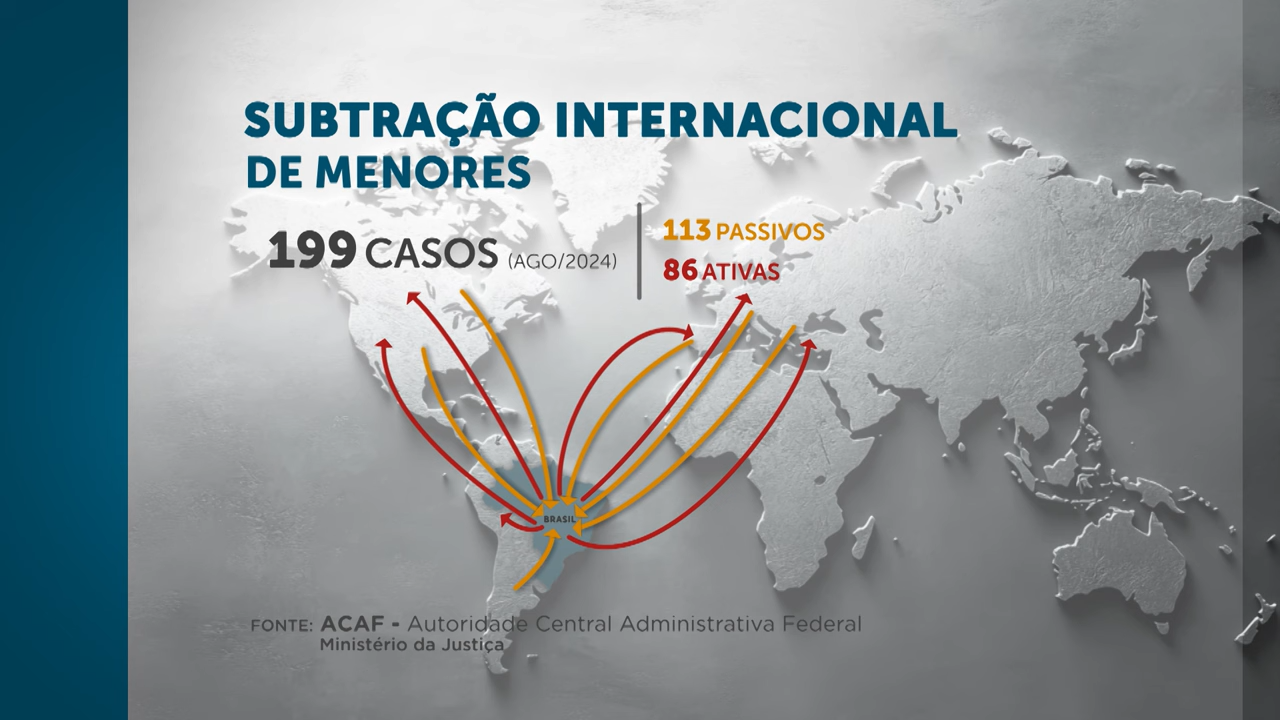 SUBTRAÇÃO INTERNACIONAL
DE MENORES
199 CASOS (AGO/2024)
113 PASSIVOS
86 ATIVAS
BRASIL
FONTE: ACAF - Autoridade Central Administrativa Federal
Ministério da Justiça